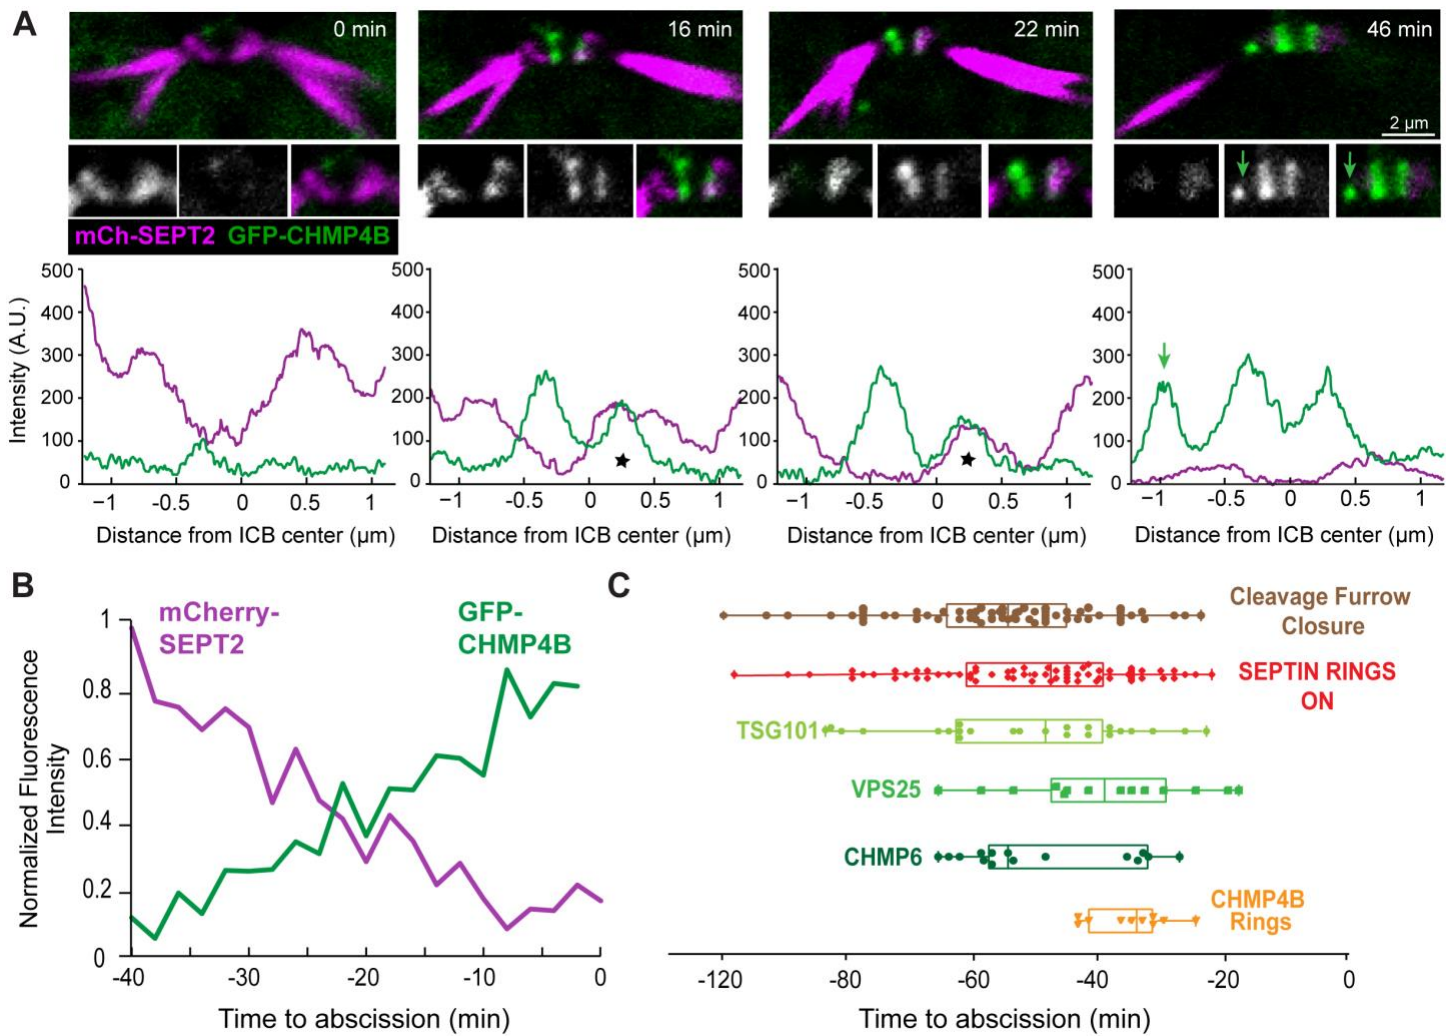 A
0 min
16 min
22 min
46 min
2 µm
mCh-SEPT2 GFP-CHMP4B
Intensity (A.U.)
500
400
300
200
100
0
-1
-0.5
0
0.5
1
Distance from ICB center (µm)
500
400
300
200
100
0
-1
-0.5
0
0.5
1
Distance from ICB center (µm)
500
400
300
200
100
0
-1
-0.5
0
0.5
1
Distance from ICB center (µm)
500
400
300
200
100
0
-1
-0.5
0
0.5
1
Distance from ICB center (µm)
B
mCherry-
SEPT2
GFP-
CHMP4B
Normalized Fluorescence
Intensity
1
0.8
0.6
0.4
0.2
0
-40
-30
-20
-10
0
Time to abscission (min)
C
Cleavage Furrow
Closure
SEPTIN RINGS
ON
TSG101
VPS25
CHMP6
CHMP4B
Rings
-120
-80
-60
-40
-20
0
Time to abscission (min)